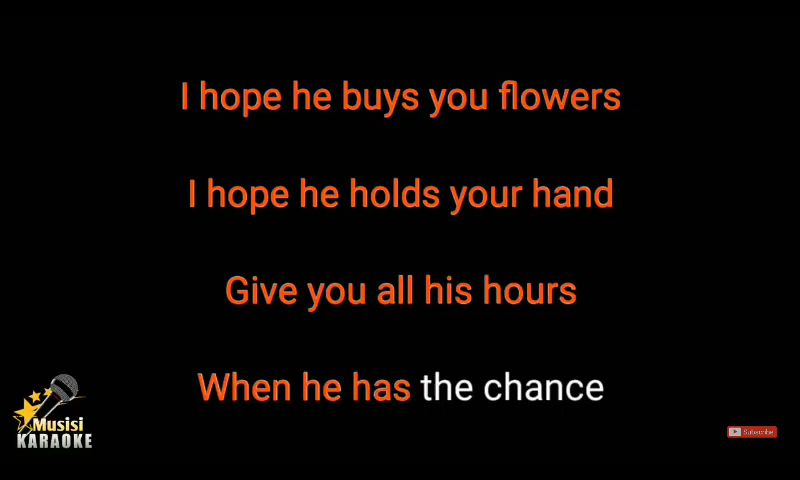 I hope he buys you flowers
I hope he holds your hand
Give you all his hours
When he has the chance
Musisi
KARAOKE
Subscribe